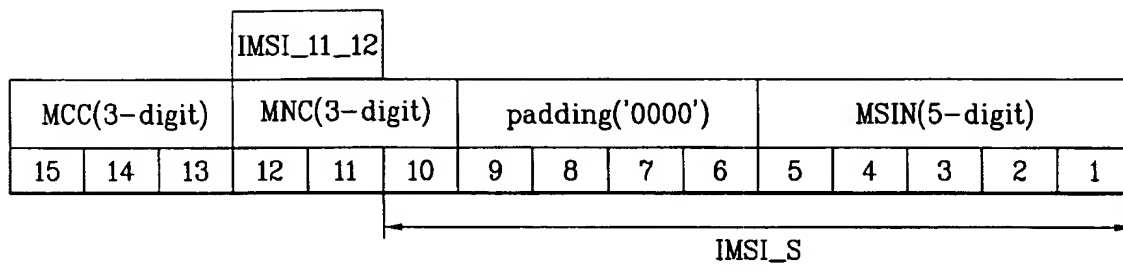 IMSI_11_12
MCC(3-digit) MNC(3-digit) padding('0000') MSIN(5-digit)
15 14 13 12 11 10 9 8 7 6 5 4 3 2 1
IMSI_S